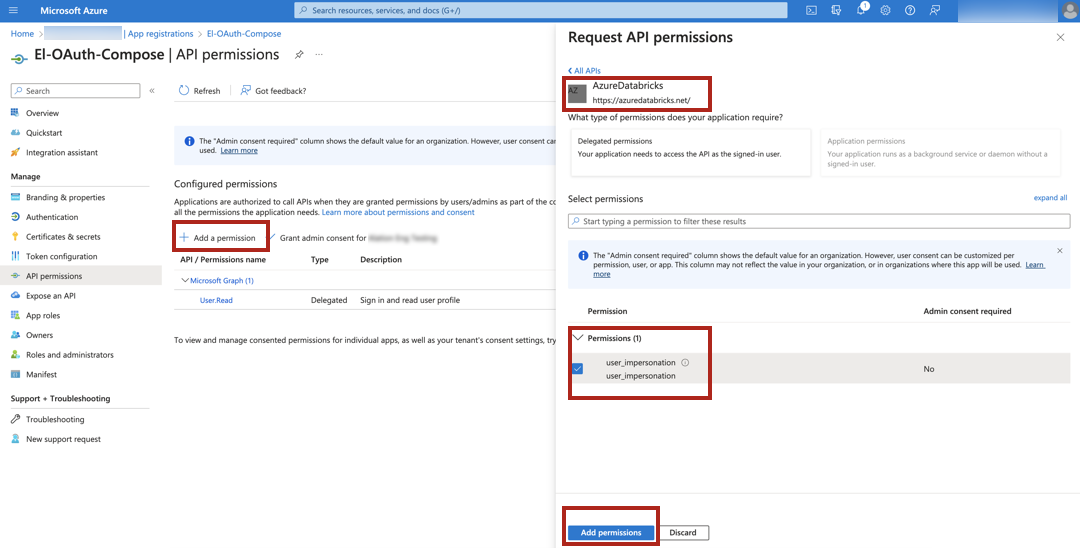 Microsoft Azure
Search resources, services, and docs (G+/)
1
Home
| App registrations > El-OAuth-Compose
El-OAuth-Compose | API permissions
Search
«
Overview
Quickstart
Integration assistant
Manage
Branding & properties
Authentication
Certificates & secrets
Token configuration
API permissions
Expose an API
App roles
Owners
Roles and administrators
Manifest
Support + Troubleshooting
Troubleshooting
New support request
Refresh
Got feedback?
The "Admin consent required" column shows the default value for an organization. However, user consent can
used. Learn more
Configured permissions
Applications are authorized to call APIs when they are granted permissions by users/admins as part of the co
all the permissions the application needs. Learn more about permissions and consent
Add a permission
Grant admin consent for
API / Permissions name
Type
Description
Microsoft Graph (1)
User.Read
Delegated
Sign in and read user profile
To view and manage consented permissions for individual apps, as well as your tenant's consent settings, try
Request API permissions
All APIs
AZ
AzureDatabricks
https://azuredatabricks.net/
What type of permissions does your application require?
Delegated permissions
Your application needs to access the API as the signed-in user.
Application permissions
Your application runs as a background service or daemon without a
signed-in user.
Select permissions
expand all
Start typing a permission to filter these results
The "Admin consent required" column shows the default value for an organization. However, user consent can be customized per
permission, user, or app. This column may not reflect the value in your organization, or in organizations where this app will be used. Learn
more
Permission
Admin consent required
Permissions (1)
user_impersonation
user_impersonation
No
Add permissions
Discard